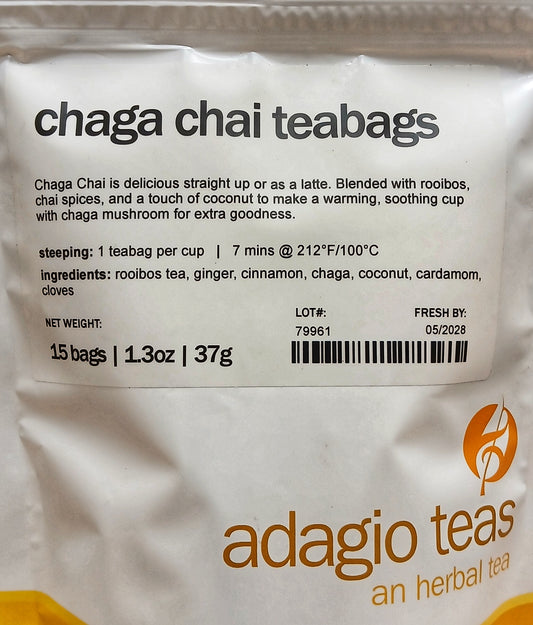 chaga chai teabags
Chaga Chai is delicious straight up or as a latte. Blended with rooibos,
chai spices, and a touch of coconut to make a warming, soothing cup
with chaga mushroom for extra goodness.
steeping: 1 teabag per cup | 7 mins @ 212°F/100°C
ingredients: rooibos tea, ginger, cinnamon, chaga, coconut, cardamom,
cloves
NET WEIGHT:
15 bags | 1.3oz | 37g
LOT#:
79961
FRESH BY:
05/2028
adagio teas
an herbal tea